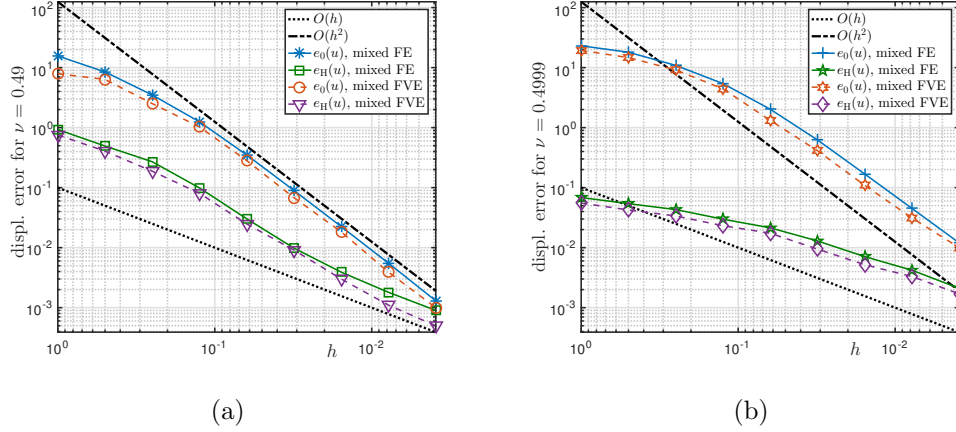 displ. error for ν = 0.49
10²
10¹
10⁰
10⁻¹
10⁻²
10⁻³
10⁰
10⁻¹
h
10⁻²
O(h)
O(h²)
e₀(u), mixed FE
e_H(u), mixed FE
e₀(u), mixed FVE
e_H(u), mixed FVE
(a)
displ. error for ν = 0.4999
10²
10¹
10⁰
10⁻¹
10⁻²
10⁻³
10⁰
10⁻¹
h
10⁻²
O(h)
O(h²)
e₀(u), mixed FE
e_H(u), mixed FE
e₀(u), mixed FVE
e_H(u), mixed FVE
(b)